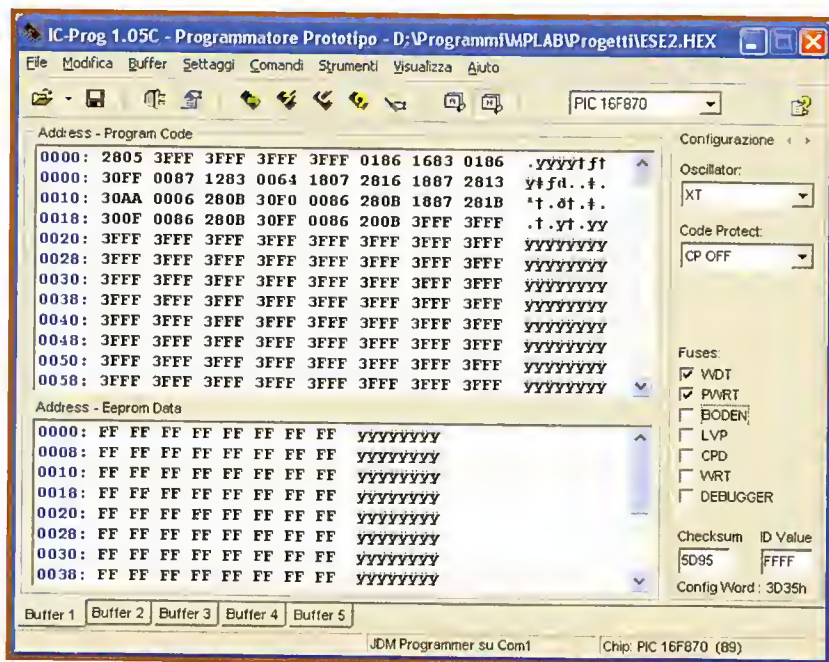 IC-Prog 1.05C - Programmatore Prototipo - D:\Programmi\MPLAB\Progetti\ESE2.HEX
File Modifica Buffer Settaggi Comandi Strumenti Visualizza Aiuto
PIC 16F870
Address - Program Code
0000: 2805 3FFF 3FFF 3FFF 3FFF 0186 1683 0186 .ÿÿÿÿ†ƒ†
0000: 30FF 0087 1283 0064 1807 2816 1887 2813 ÿ‡ƒd..‡.
0010: 30AA 0006 280B 30F0 0086 280B 1887 281B ª†.ð†.‡.
0018: 300F 0086 280B 30FF 0086 200B 3FFF 3FFF .†.ÿ†.ÿÿ
0020: 3FFF 3FFF 3FFF 3FFF 3FFF 3FFF 3FFF 3FFF ÿÿÿÿÿÿÿÿ
0028: 3FFF 3FFF 3FFF 3FFF 3FFF 3FFF 3FFF 3FFF ÿÿÿÿÿÿÿÿ
0030: 3FFF 3FFF 3FFF 3FFF 3FFF 3FFF 3FFF 3FFF ÿÿÿÿÿÿÿÿ
0038: 3FFF 3FFF 3FFF 3FFF 3FFF 3FFF 3FFF 3FFF ÿÿÿÿÿÿÿÿ
0040: 3FFF 3FFF 3FFF 3FFF 3FFF 3FFF 3FFF 3FFF ÿÿÿÿÿÿÿÿ
0048: 3FFF 3FFF 3FFF 3FFF 3FFF 3FFF 3FFF 3FFF ÿÿÿÿÿÿÿÿ
0050: 3FFF 3FFF 3FFF 3FFF 3FFF 3FFF 3FFF 3FFF ÿÿÿÿÿÿÿÿ
0058: 3FFF 3FFF 3FFF 3FFF 3FFF 3FFF 3FFF 3FFF ÿÿÿÿÿÿÿÿ
Address - Eeprom Data
0000: FF FF FF FF FF FF FF FF ÿÿÿÿÿÿÿÿ
0008: FF FF FF FF FF FF FF FF ÿÿÿÿÿÿÿÿ
0010: FF FF FF FF FF FF FF FF ÿÿÿÿÿÿÿÿ
0018: FF FF FF FF FF FF FF FF ÿÿÿÿÿÿÿÿ
0020: FF FF FF FF FF FF FF FF ÿÿÿÿÿÿÿÿ
0028: FF FF FF FF FF FF FF FF ÿÿÿÿÿÿÿÿ
0030: FF FF FF FF FF FF FF FF ÿÿÿÿÿÿÿÿ
0038: FF FF FF FF FF FF FF FF ÿÿÿÿÿÿÿÿ
Configurazione
Oscillator:
XT
Code Protect:
CP OFF
Fuses:
WDT
PWRT
BODEN
LVP
CPD
WRT
DEBUGGER
Checksum ID Value
5D95 FFFF
Config Word : 3D35h
Buffer 1 Buffer 2 Buffer 3 Buffer 4 Buffer 5
JDM Programmer su Com1 Chip: PIC 16F870 (89)